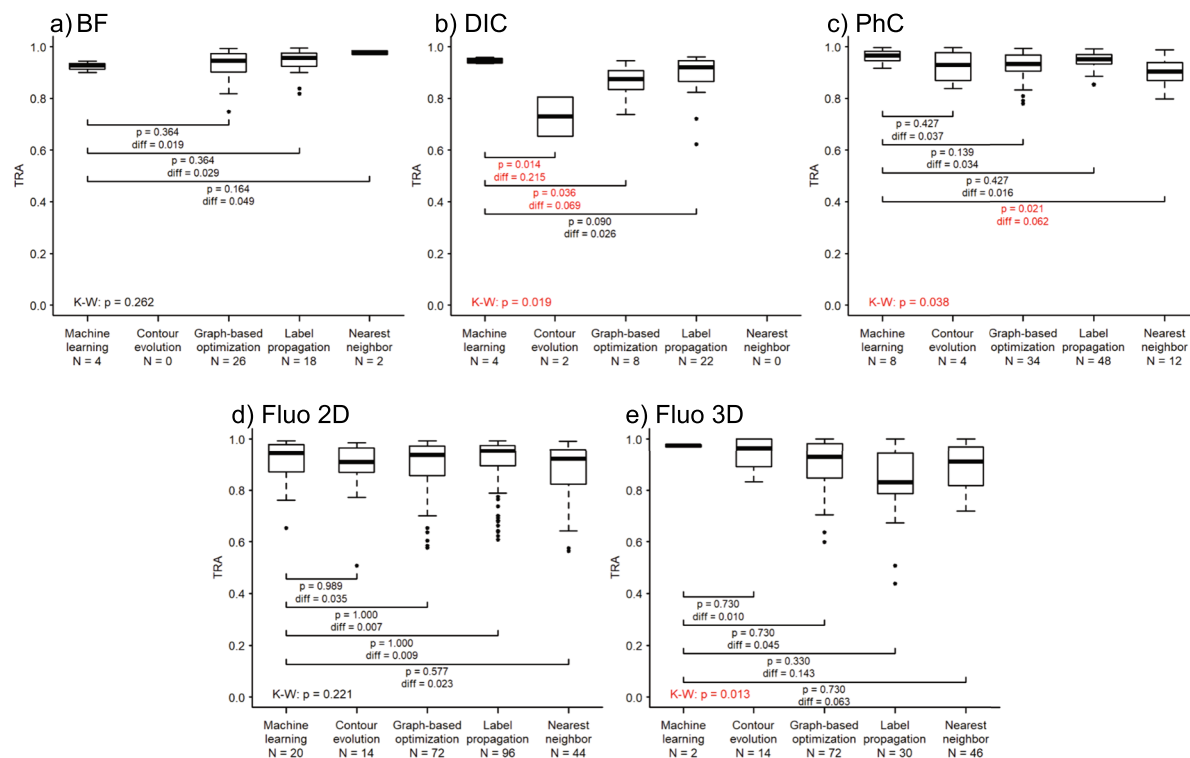 a) BF
TRA
1.0
0.8
0.6
0.4
0.2
0.0
p = 0.364
diff = 0.019
p = 0.364
diff = 0.029
p = 0.164
diff = 0.049
K-W: p = 0.262
Machine learning N = 4
Contour evolution N = 0
Graph-based optimization N = 26
Label propagation N = 18
Nearest neighbor N = 2
b) DIC
TRA
1.0
0.8
0.6
0.4
0.2
0.0
p = 0.014
diff = 0.215
p = 0.036
diff = 0.069
p = 0.090
diff = 0.026
K-W: p = 0.019
Machine learning N = 4
Contour evolution N = 2
Graph-based optimization N = 8
Label propagation N = 22
Nearest neighbor N = 0
c) PhC
TRA
1.0
0.8
0.6
0.4
0.2
0.0
p = 0.427
diff = 0.037
p = 0.139
diff = 0.034
p = 0.427
diff = 0.016
p = 0.021
diff = 0.062
K-W: p = 0.038
Machine learning N = 8
Contour evolution N = 4
Graph-based optimization N = 34
Label propagation N = 48
Nearest neighbor N = 12
d) Fluo 2D
TRA
1.0
0.8
0.6
0.4
0.2
0.0
p = 0.989
diff = 0.035
p = 1.000
diff = 0.007
p = 1.000
diff = 0.009
p = 0.577
diff = 0.023
K-W: p = 0.221
Machine learning N = 20
Contour evolution N = 14
Graph-based optimization N = 72
Label propagation N = 96
Nearest neighbor N = 44
e) Fluo 3D
TRA
1.0
0.8
0.6
0.4
0.2
0.0
p = 0.730
diff = 0.010
p = 0.730
diff = 0.045
p = 0.330
diff = 0.143
p = 0.730
diff = 0.063
K-W: p = 0.013
Machine learning N = 2
Contour evolution N = 14
Graph-based optimization N = 72
Label propagation N = 30
Nearest neighbor N = 46